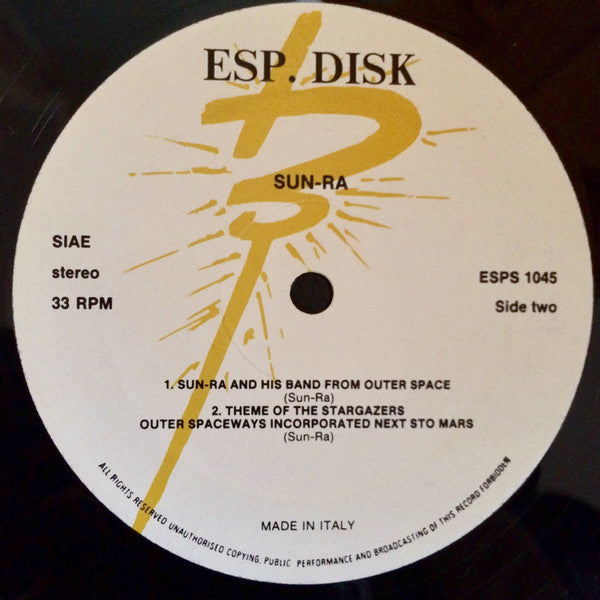 ESP. DISK
SUN-RA
SIAE
stereo
33 RPM
ESPS 1045
Side two
1. SUN-RA AND HIS BAND FROM OUTER SPACE
(Sun-Ra)
2. THEME OF THE STARGAZERS
OUTER SPACEWAYS INCORPORATED NEXT STO MARS
(Sun-Ra)
MADE IN ITALY
ALL RIGHTS RESERVED UNAUTHORISED COPYING, PUBLIC PERFORMANCE AND BROADCASTING OF THIS RECORD FORBIDDEN